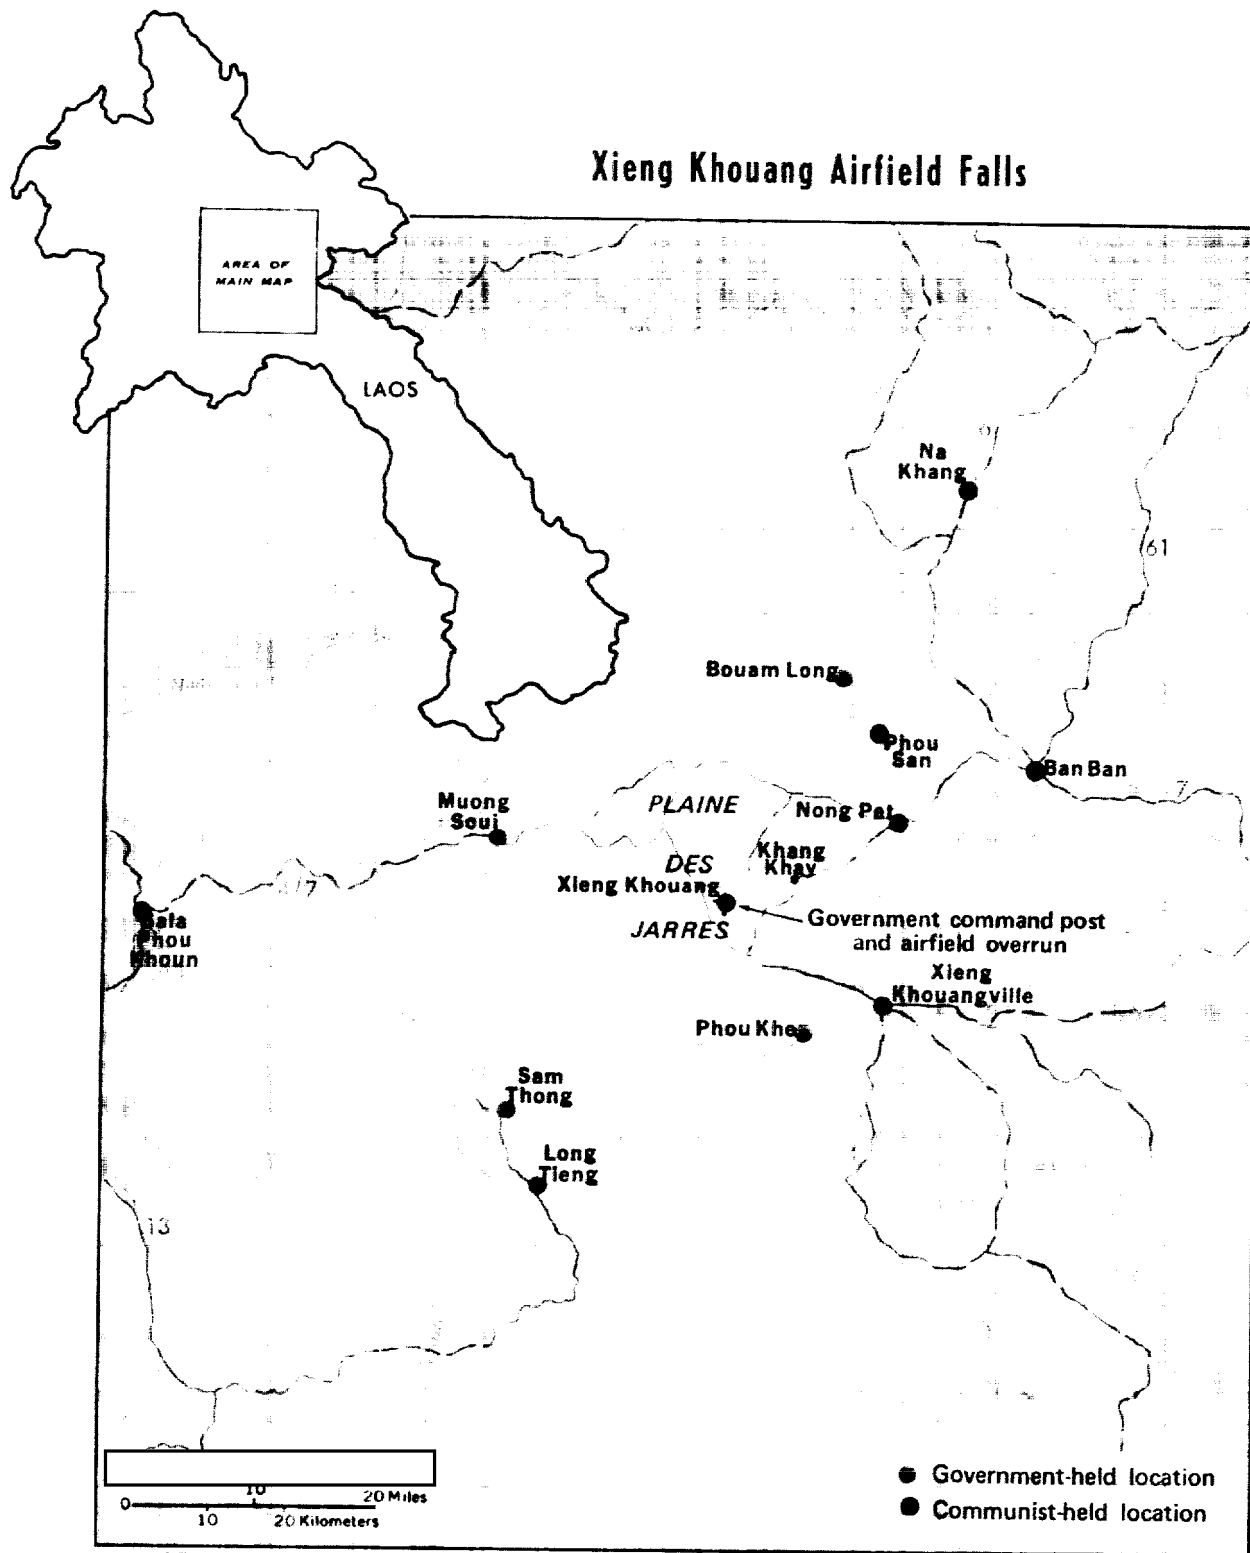 Xieng Khouang Airfield Falls
AREA OF
MAIN MAP
LAOS
Na
Khang
61
Bouam Long
Phou
San
Ban Ban
7
Muong
Soui
PLAINE
Nong Pet
DES
Khang
Khay
Xieng Khouang
JARRES
Government command post
and airfield overrun
Sala
Phou
Khoun
Xieng
Khouangville
Phou Khe
Sam
Thong
Long
Tieng
13
10
0
20 Miles
10
20 Kilometers
Government-held location
Communist-held location